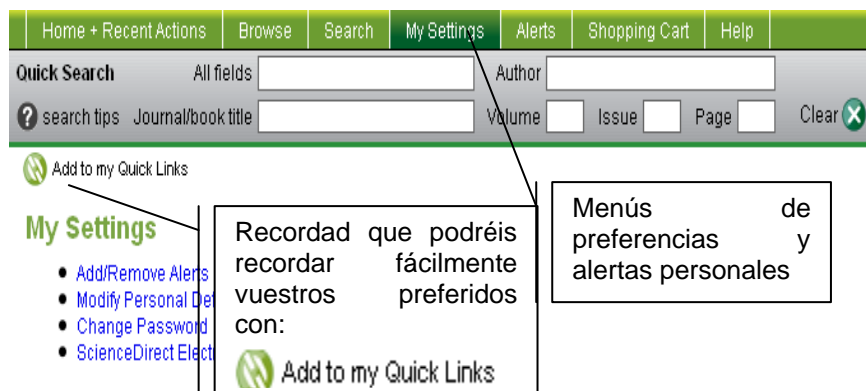 Home + Recent Actions Browse Search My Settings Alerts Shopping Cart Help
Quick Search All fields Author
? search tips Journal/book title Volume Issue Page Clear
Add to my Quick Links
My Settings
Add/Remove Alerts
Modify Personal
Change Password
ScienceDirect
Recordad que podréis
recordar fácilmente
vuestros preferidos
con:
Add to my Quick Links
Menús de
preferencias y
alertas personales